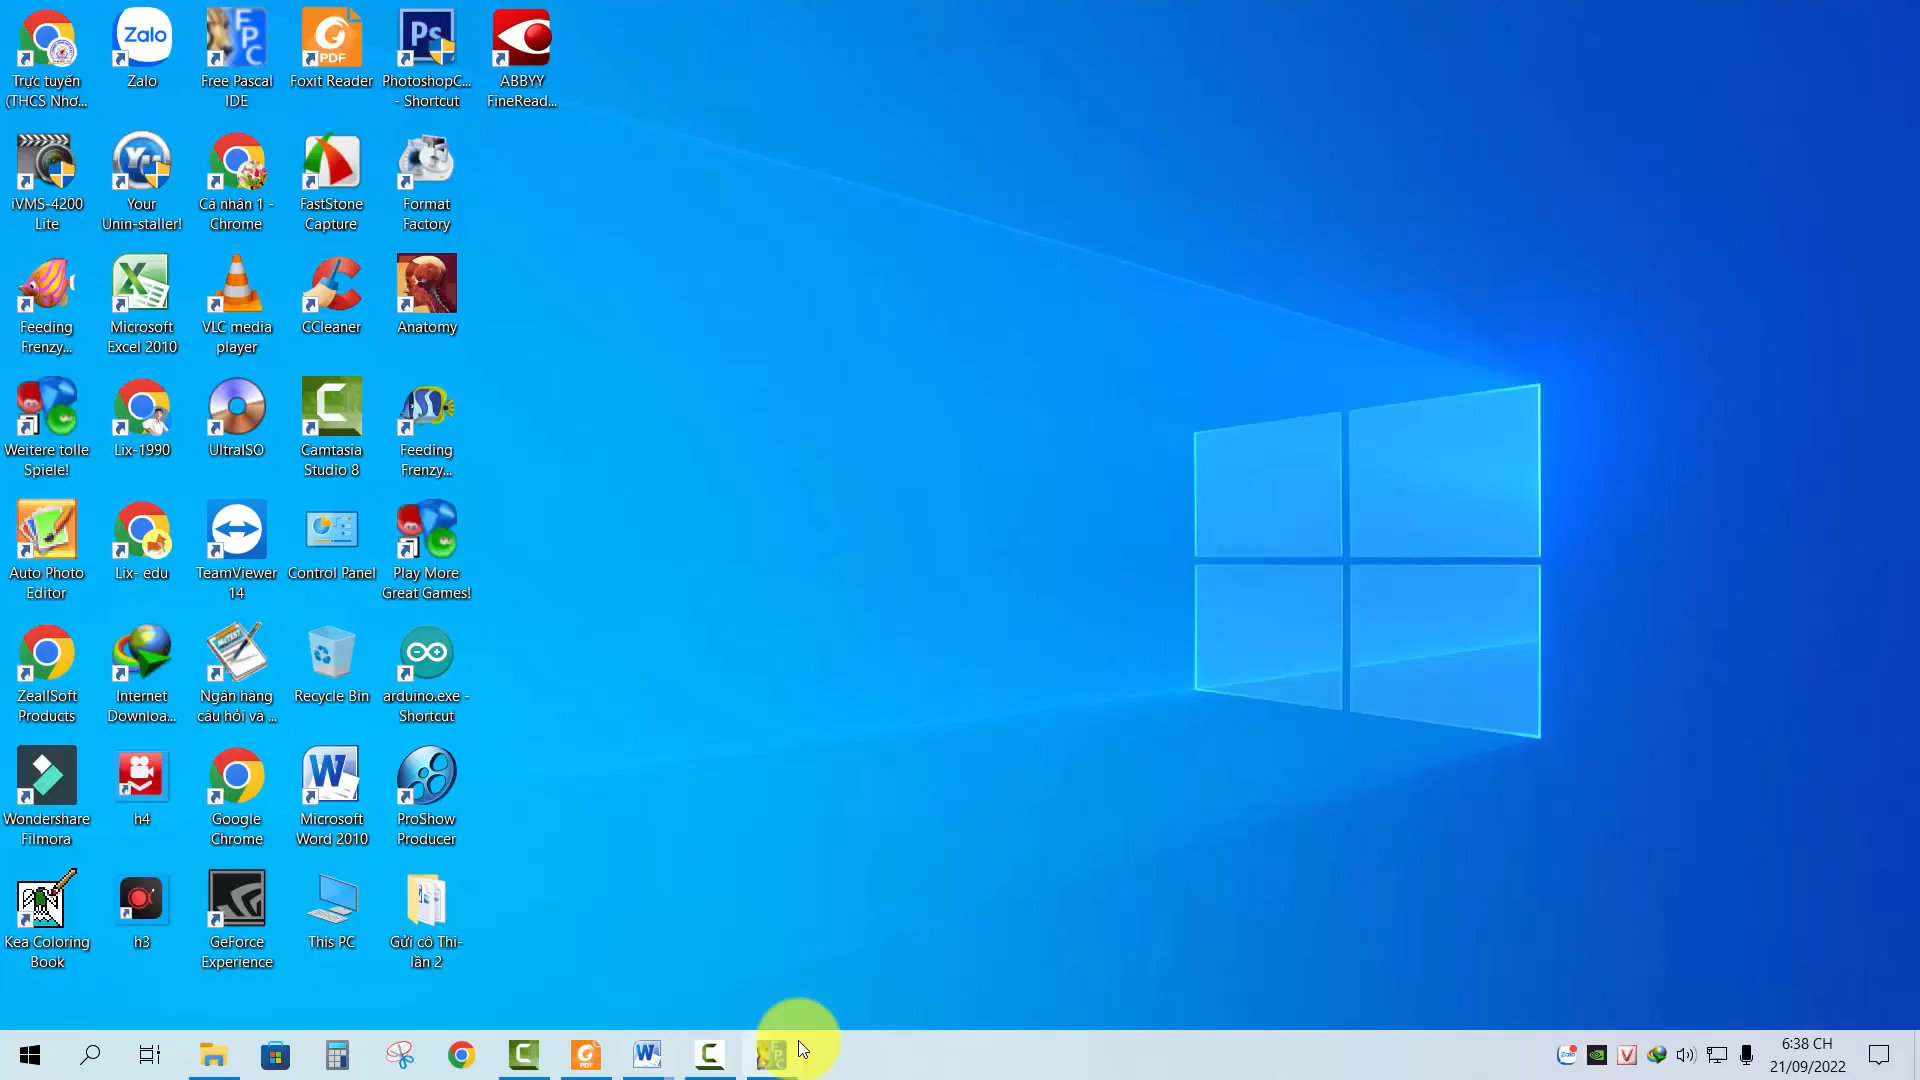 Trực tuyến
(THCS Nhơ...
Zalo
Zalo
Free Pascal
IDE
PDF
Foxit Reader
Ps
PhotoshopC...
- Shortcut
ABBYY
FineRead...
iVMS-4200
Lite
Your
Unin-staller!
Cá nhân 1 -
Chrome
FastStone
Capture
Format
Factory
Feeding
Frenzy...
Microsoft
Excel 2010
VLC media
player
CCleaner
Anatomy
Weitere tolle
Spiele!
Lix-1990
UltraISO
Camtasia
Studio 8
Feeding
Frenzy...
Auto Photo
Editor
Lix- edu
TeamViewer
14
Control Panel
Play More
Great Games!
ZeallSoft
Products
Internet
Downloa...
Ngân hàng
câu hỏi và ...
Recycle Bin
arduino.exe -
Shortcut
Wondershare
Filmora
h4
Google
Chrome
Microsoft
Word 2010
ProShow
Producer
Kea Coloring
Book
h3
GeForce
Experience
This PC
Gửi cô Thi-
lần 2
6:38 CH
21/09/2022